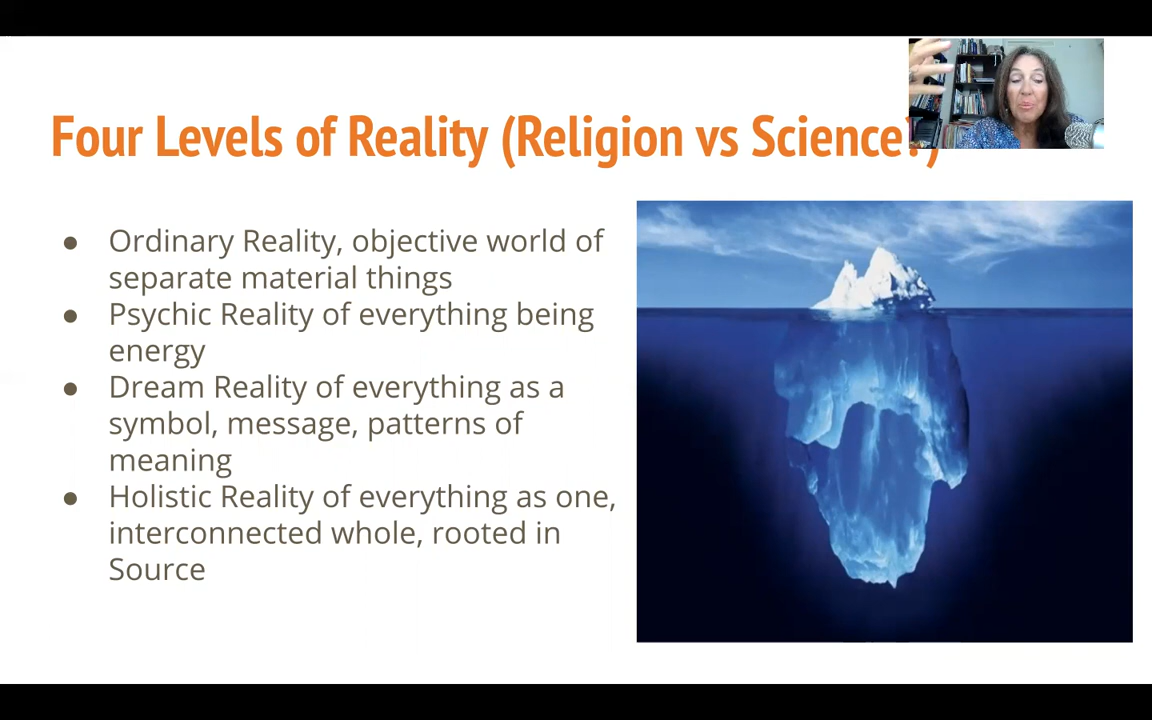 Four Levels of Reality (Religion vs Science?)
● Ordinary Reality, objective world of
separate material things
● Psychic Reality of everything being
energy
● Dream Reality of everything as a
symbol, message, patterns of
meaning
● Holistic Reality of everything as one,
interconnected whole, rooted in
Source